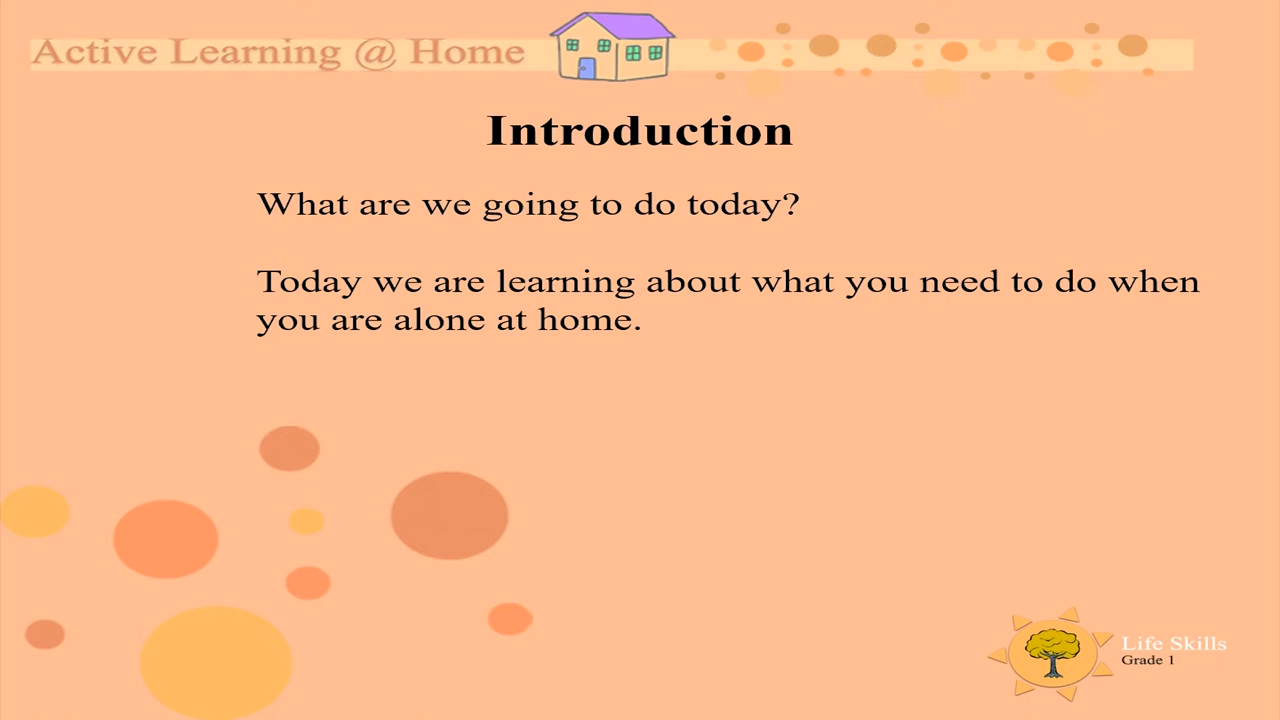 Active Learning @ Home
Introduction
What are we going to do today?
Today we are learning about what you need to do when
you are alone at home.
Life Skills
Grade 1